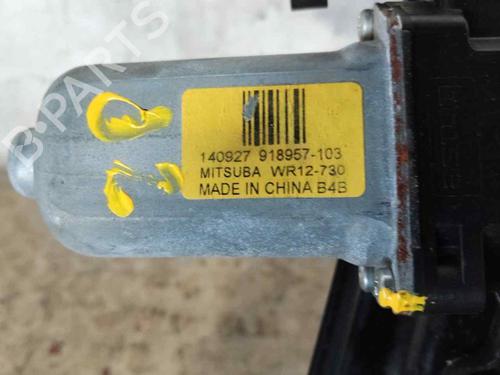 B-PARTS
140927 918957-103
MITSUBA WR12-730
MADE IN CHINA B4B